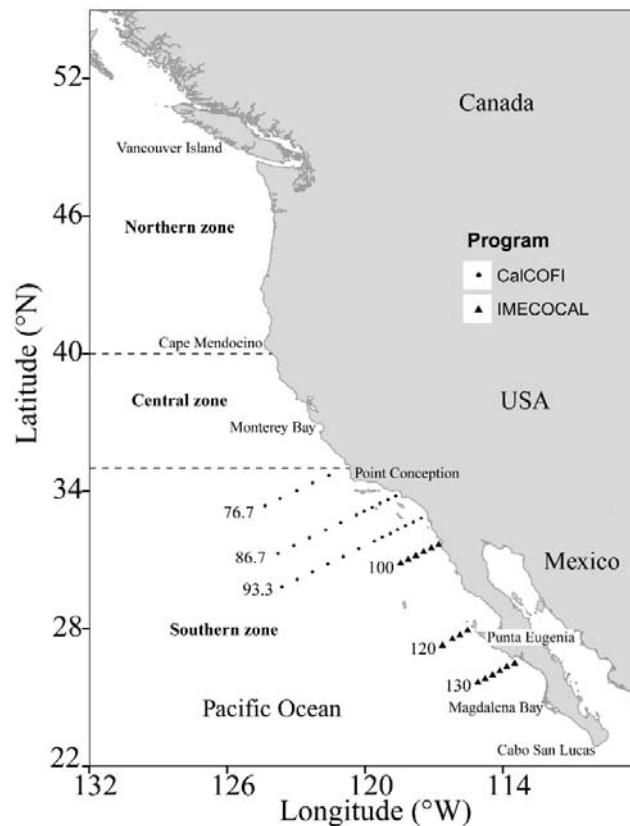 52
Canada
Vancouver Island
46
Northern zone
Program
CalCOFI
IMECOCAL
Latitude (°N)
40
Cape Mendocino
Central zone
USA
Monterey Bay
Point Conception
34
76.7
86.7
100
Mexico
93.3
28
Southern zone
Punta Eugenia
120
130
Magdalena Bay
Pacific Ocean
Cabo San Lucas
22
132
126
120
114
Longitude (°W)